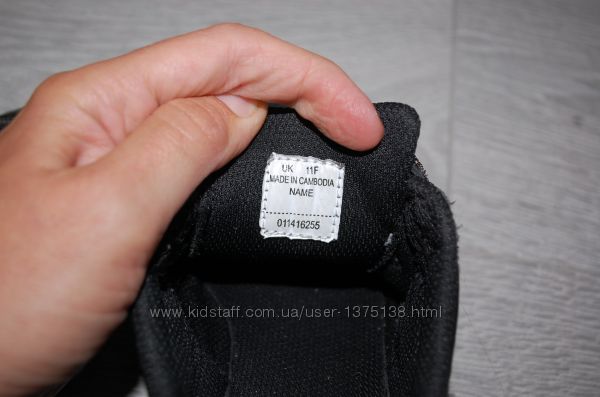 UK 11F
MADE IN CAMBODIA
NAME
011416255
www.kidstaff.com.ua/user-1375138.html